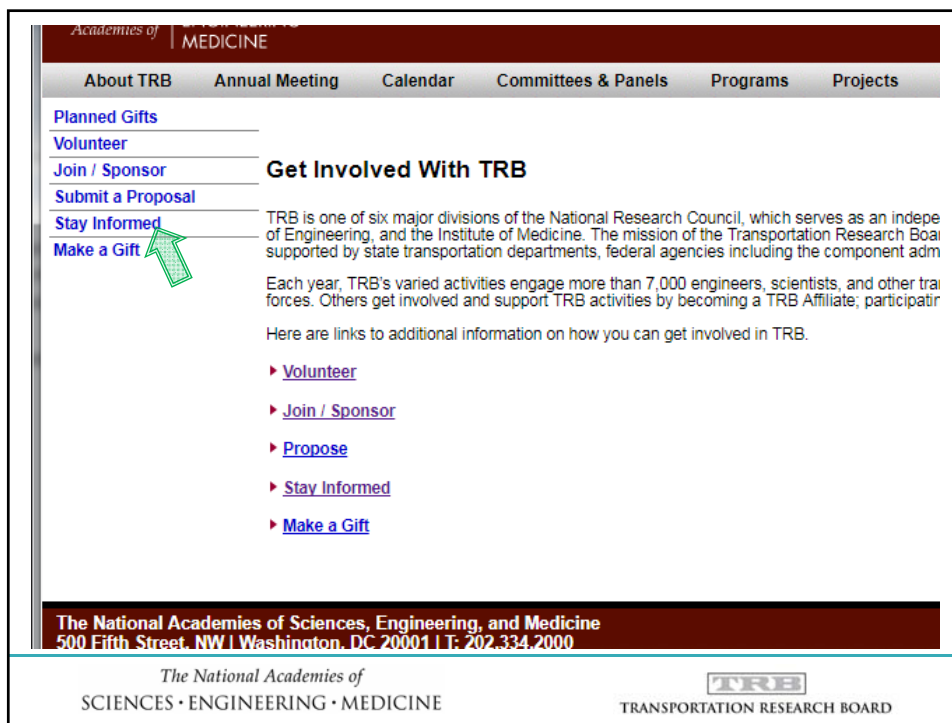 Academies of
MEDICINE
About TRB Annual Meeting Calendar Committees & Panels Programs Projects
Planned Gifts
Volunteer
Join / Sponsor
Submit a Proposal
Stay Informed
Make a Gift
Get Involved With TRB
TRB is one of six major divisions of the National Research Council, which serves as an indepe
of Engineering, and the Institute of Medicine. The mission of the Transportation Research Boar
supported by state transportation departments, federal agencies including the component adm
Each year, TRB's varied activities engage more than 7,000 engineers, scientists, and other tra
forces. Others get involved and support TRB activities by becoming a TRB Affiliate; participatin
Here are links to additional information on how you can get involved in TRB.
Volunteer
Join / Sponsor
Propose
Stay Informed
Make a Gift
The National Academies of Sciences, Engineering, and Medicine
500 Fifth Street, NW | Washington, DC 20001 | T: 202.334.2000
The National Academies of
SCIENCES · ENGINEERING · MEDICINE
TRB
TRANSPORTATION RESEARCH BOARD